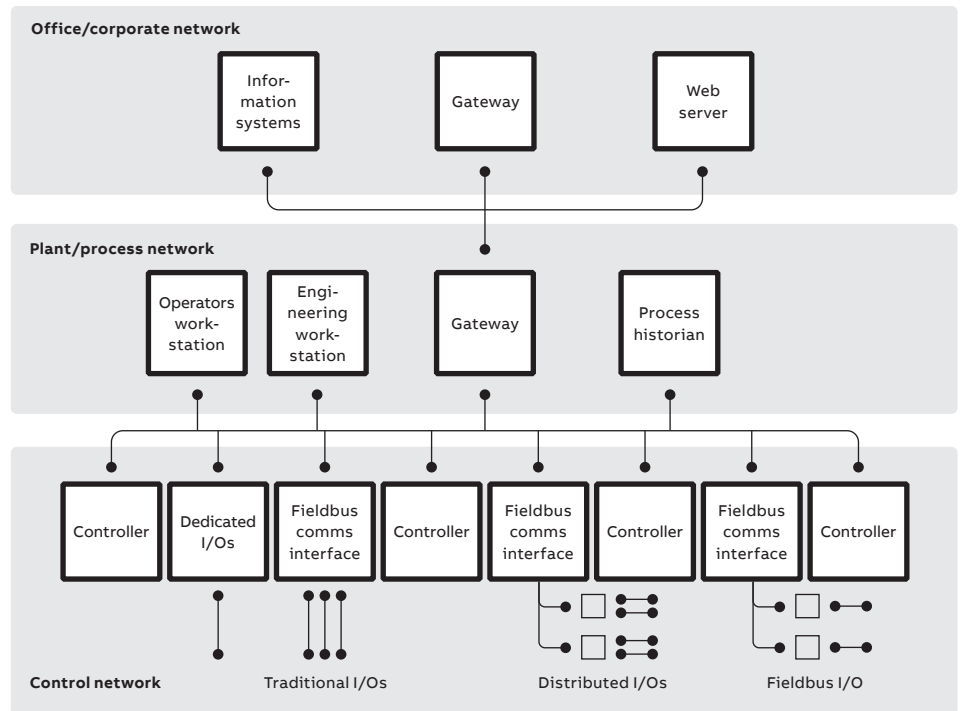 Office/corporate network
Infor-
mation
systems
Gateway
Web
server
Plant/process network
Operators
work-
station
Engi-
neering
work-
station
Gateway
Process
historian
Controller
Dedicated
I/Os
Fieldbus
comms
interface
Controller
Fieldbus
comms
interface
Controller
Fieldbus
comms
interface
Controller
Control network
Traditional I/Os
Distributed I/Os
Fieldbus I/O